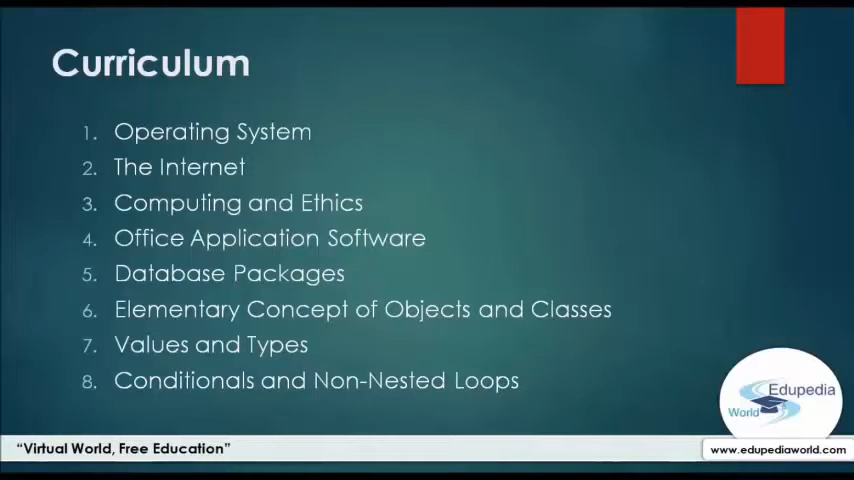 Curriculum
1. Operating System
2. The Internet
3. Computing and Ethics
4. Office Application Software
5. Database Packages
6. Elementary Concept of Objects and Classes
7. Values and Types
8. Conditionals and Non-Nested Loops
Edupedia
World
“Virtual World, Free Education”
www.edupediaworld.com